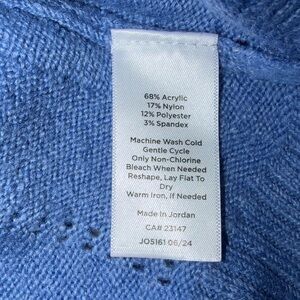 68% Acrylic
17% Nylon
12% Polyester
3% Spandex
Machine Wash Cold
Gentle Cycle
Only Non-Chlorine
Bleach When Needed
Reshape, Lay Flat To
Dry
Warm Iron, If Needed
Made In Jordan
CA# 23147
JO5161 06/24